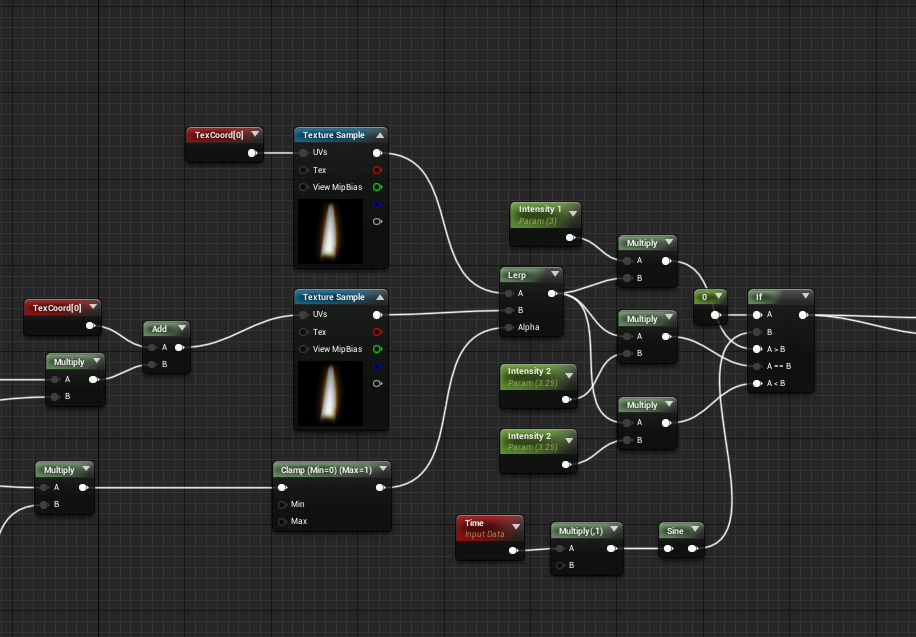 TexCoord[0]
Texture Sample
UVs
Tex
View MipBias
Intensity 1
Param (3)
Multiply
A
B
Lerp
A
B
Alpha
0
If
A
B
A > B
A == B
A < B
TexCoord[0]
Add
A
B
Multiply
A
B
Texture Sample
UVs
Tex
View MipBias
Multiply
A
B
Intensity 2
Param (3.25)
Multiply
A
B
Intensity 2
Param (3.25)
Multiply
A
B
Clamp (Min=0) (Max=1)
Min
Max
Time
Input Data
Multiply(,1)
A
B
Sine